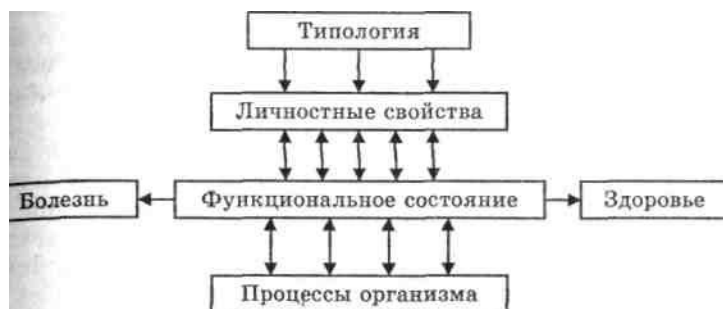 Типология
Личностные свойства
Болезнь
Функциональное состояние
Здоровье
Процессы организма